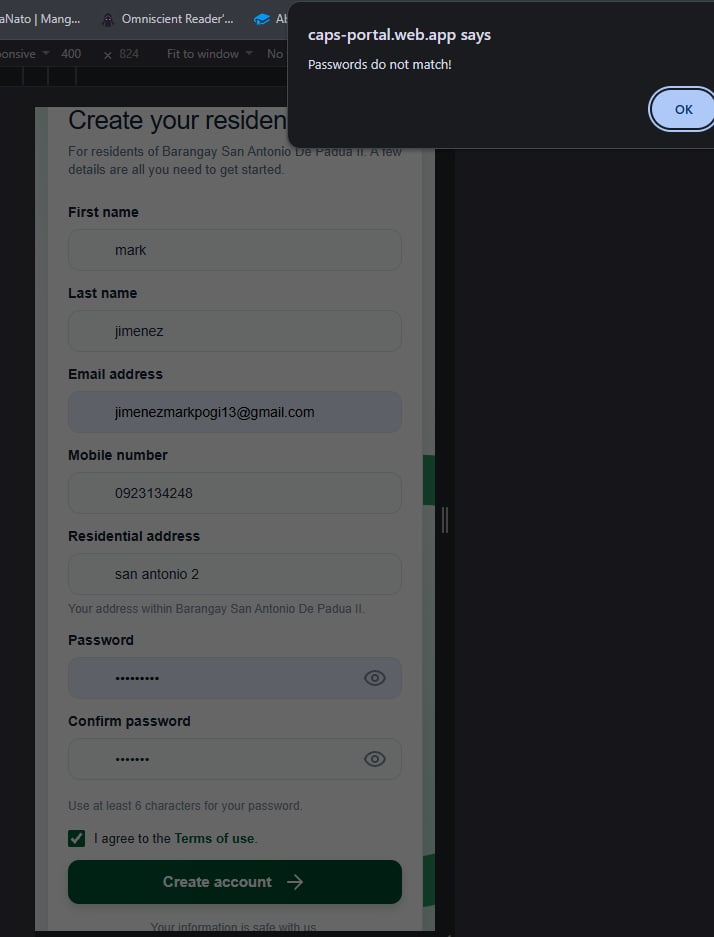 aNato | Mang...
Omniscient Reader'...
Ab
onsive
400
824
Fit to window
No
caps-portal.web.app says
Passwords do not match!
OK
Create your residen
For residents of Barangay San Antonio De Padua II. A few
details are all you need to get started.
First name
mark
Last name
jimenez
Email address
jimenezmarkpogi13@gmail.com
Mobile number
0923134248
Residential address
san antonio 2
Your address within Barangay San Antonio De Padua II.
Password
•••••••••
Confirm password
•••••••
Use at least 6 characters for your password.
I agree to the Terms of use.
Create account →
Your information is safe with us